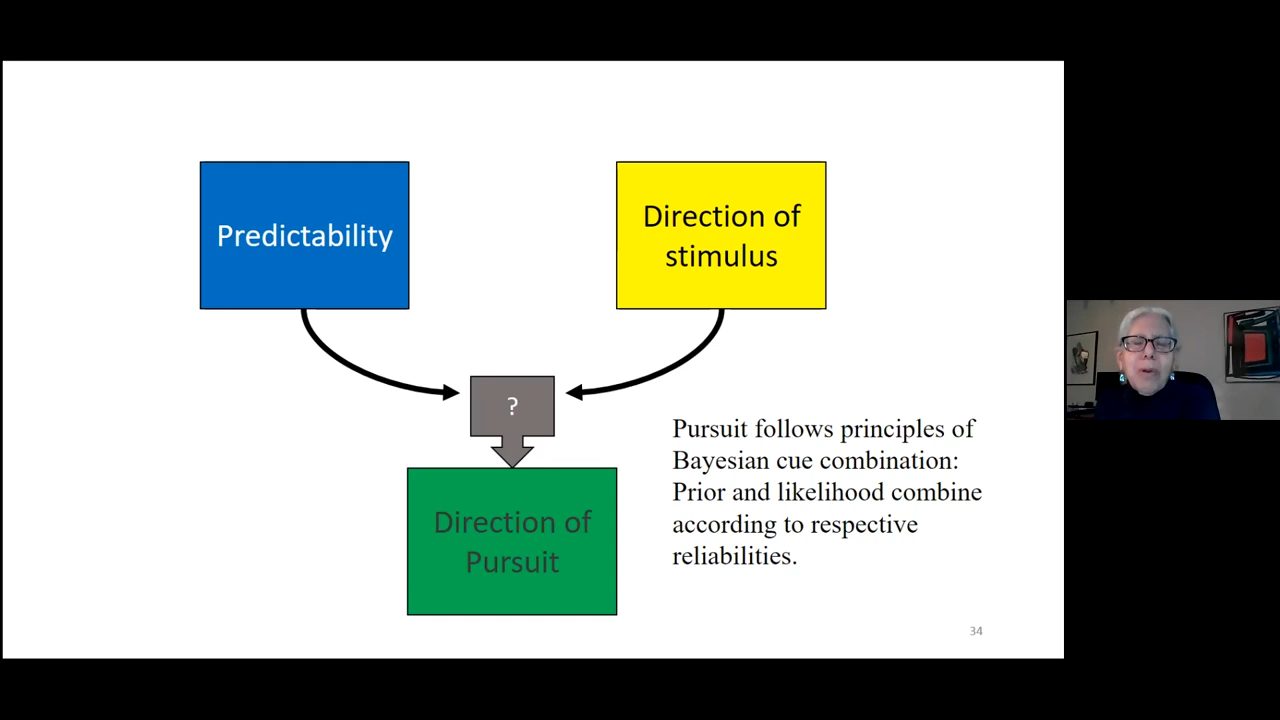 Predictability
Direction of
stimulus
?
Direction of
Pursuit
Pursuit follows principles of
Bayesian cue combination:
Prior and likelihood combine
according to respective
reliabilities.
34